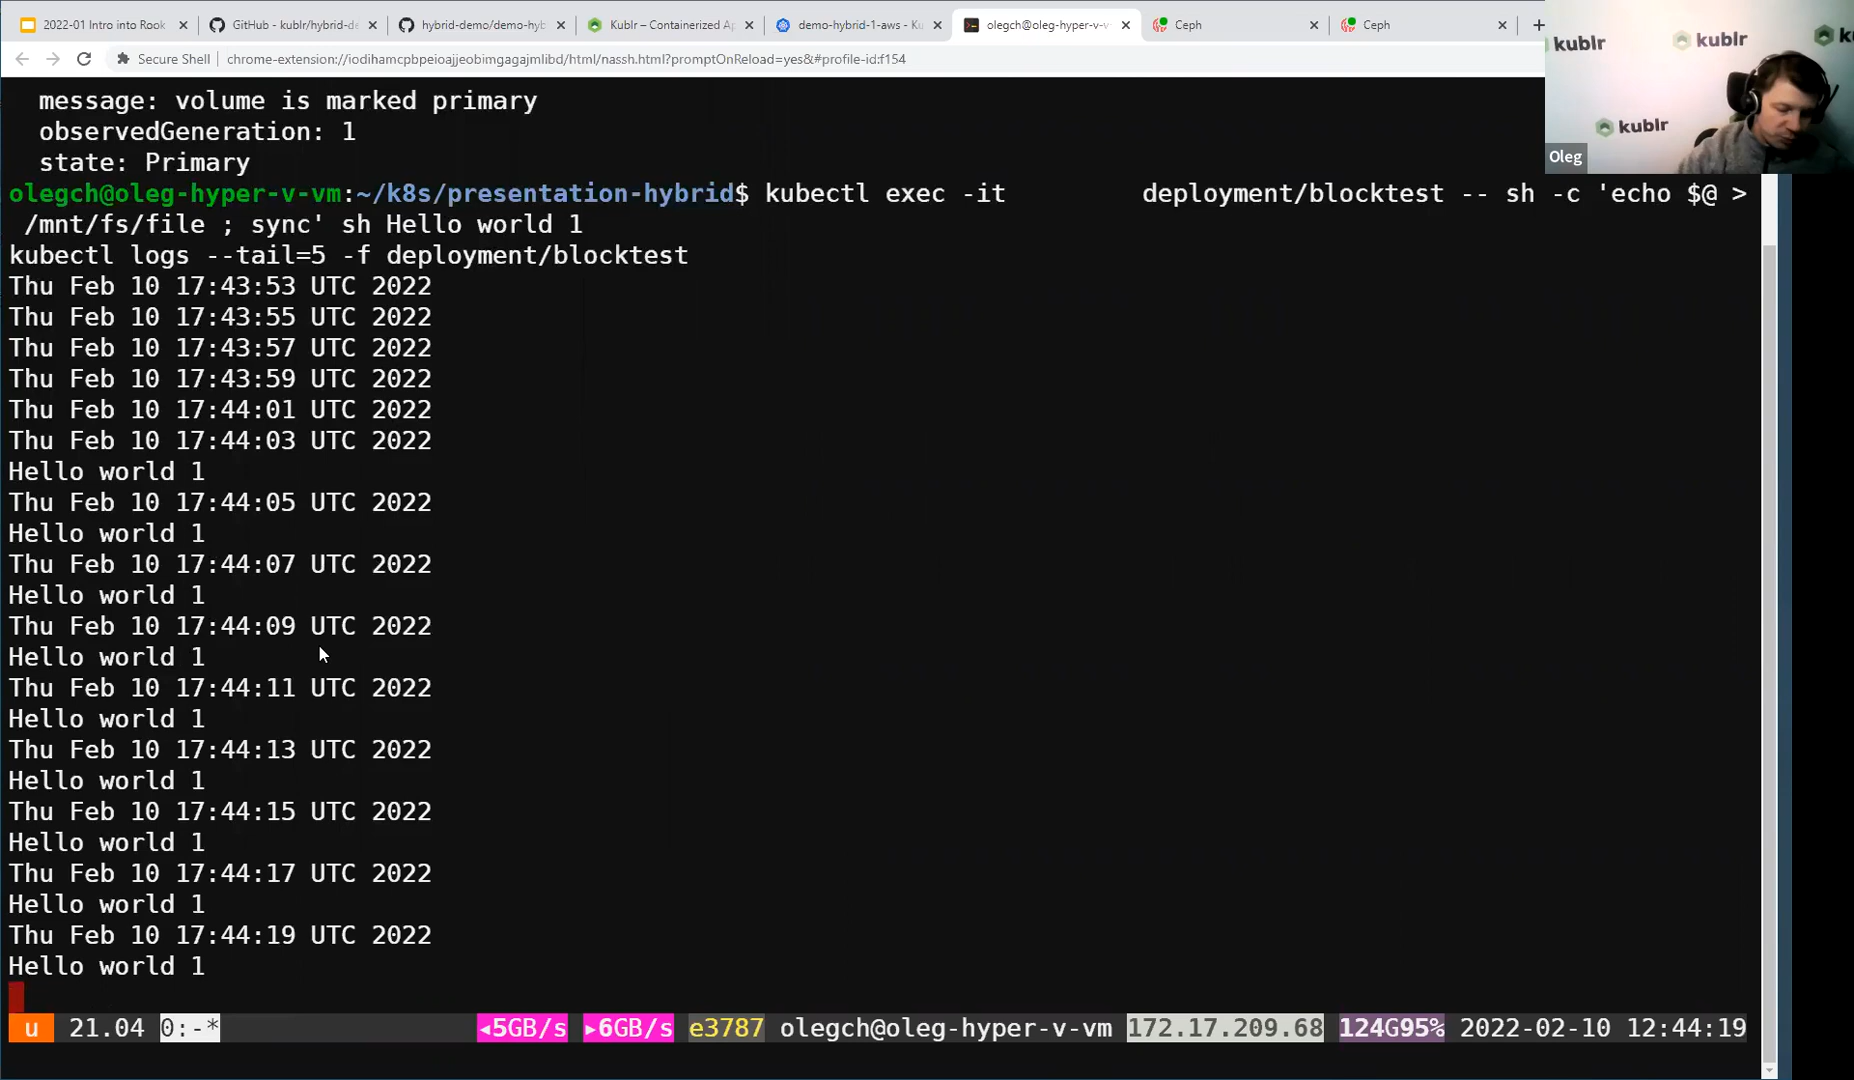 2022-01 Intro into Rook
GitHub - kublr/hybrid-de
hybrid-demo/demo-hyb
Kublr – Containerized Ap
demo-hybrid-1-aws - Ku
olegch@oleg-hyper-v-v
Ceph
Ceph
Secure Shell
chrome-extension://iodihamcpbpeioajjeobimgagajmlibd/html/nassh.html?promptOnReload=yes&#profile-id:f154
kublr
kublr
kublr
Oleg
message: volume is marked primary
observedGeneration: 1
state: Primary
olegch@oleg-hyper-v-vm:~/k8s/presentation-hybrid$ kubectl exec -it deployment/blocktest -- sh -c 'echo $@ >
/mnt/fs/file ; sync' sh Hello world 1
kubectl logs --tail=5 -f deployment/blocktest
Thu Feb 10 17:43:53 UTC 2022
Thu Feb 10 17:43:55 UTC 2022
Thu Feb 10 17:43:57 UTC 2022
Thu Feb 10 17:43:59 UTC 2022
Thu Feb 10 17:44:01 UTC 2022
Thu Feb 10 17:44:03 UTC 2022
Hello world 1
Thu Feb 10 17:44:05 UTC 2022
Hello world 1
Thu Feb 10 17:44:07 UTC 2022
Hello world 1
Thu Feb 10 17:44:09 UTC 2022
Hello world 1
Thu Feb 10 17:44:11 UTC 2022
Hello world 1
Thu Feb 10 17:44:13 UTC 2022
Hello world 1
Thu Feb 10 17:44:15 UTC 2022
Hello world 1
Thu Feb 10 17:44:17 UTC 2022
Hello world 1
Thu Feb 10 17:44:19 UTC 2022
Hello world 1
u 21.04 0:-* ◂5GB/s ▸6GB/s e3787 olegch@oleg-hyper-v-vm 172.17.209.68 124G95% 2022-02-10 12:44:19